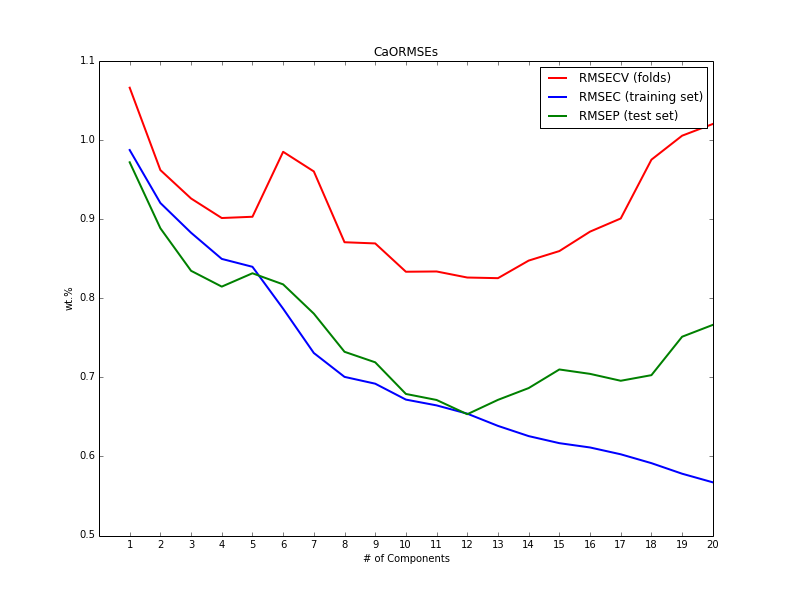 CaORMSEs
1.1
1.0
0.9
0.8
0.7
0.6
0.5
wt.%
RMSECV (folds)
RMSEC (training set)
RMSEP (test set)
1 2 3 4 5 6 7 8 9 10 11 12 13 14 15 16 17 18 19 20
# of Components